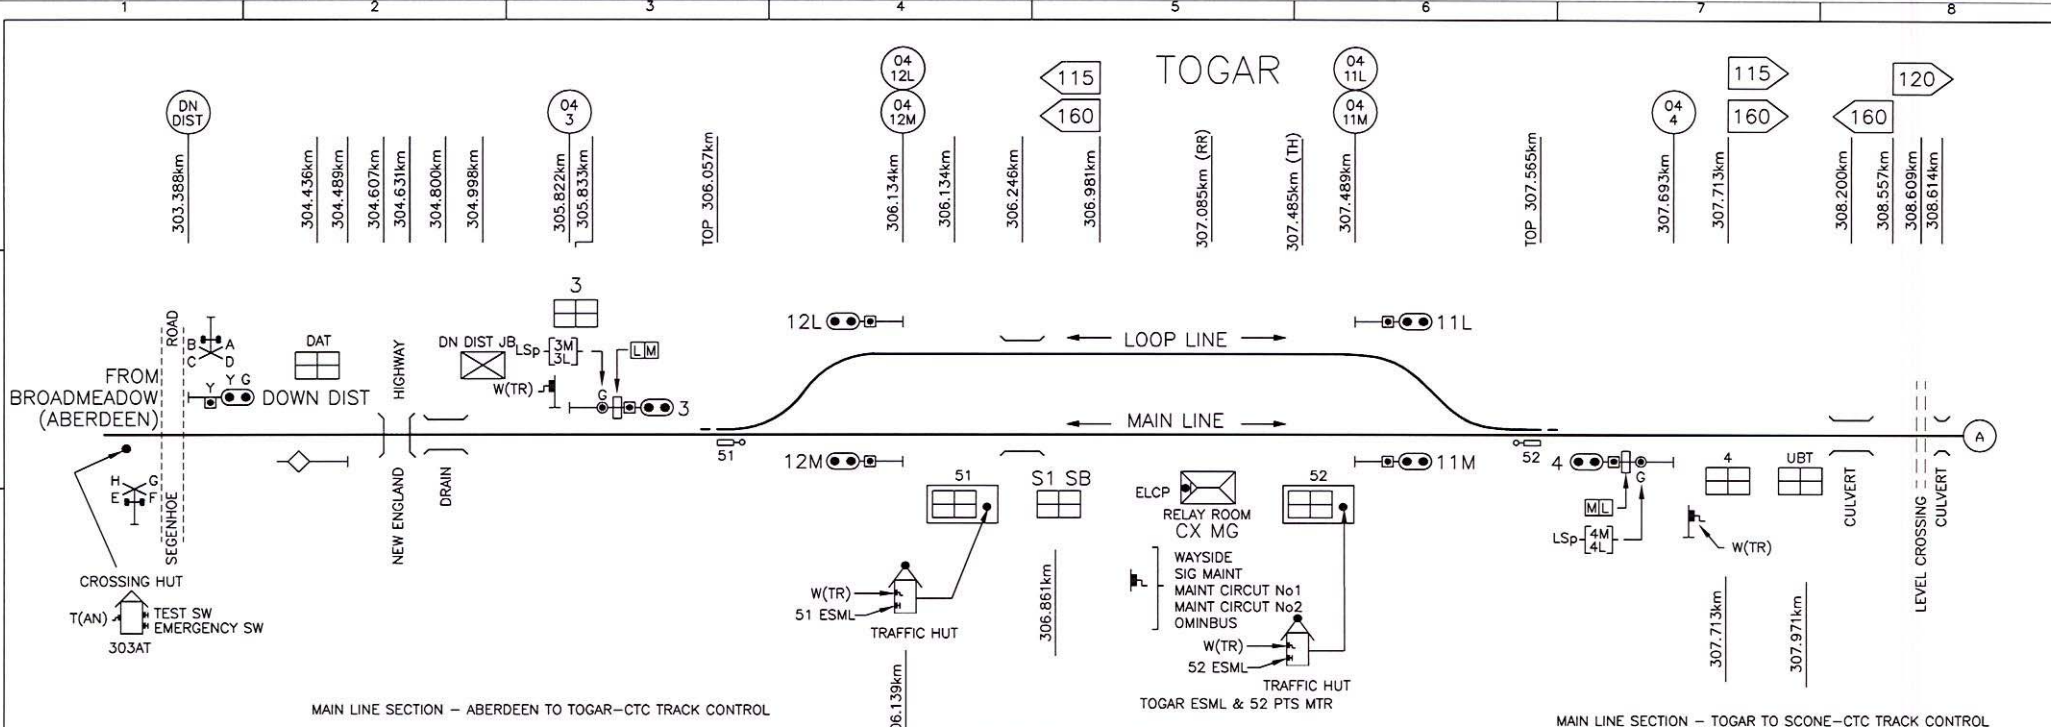 1 2 3 4 5 6 7 8
TOGAR
DN
DIST
04
3
04
12L
04
12M
115
160
04
11L
04
11M
04
4
115
160
160
120
303.388km
304.436km
304.489km
304.607km
304.631km
304.800km
304.998km
305.822km
305.833km
TOP 306.057km
306.134km
306.134km
306.246km
306.981km
307.085km (RR)
307.485km (TH)
307.489km
TOP 307.565km
307.693km
307.713km
308.200km
308.557km
308.609km
308.614km
ROAD
B A
C D
Y Y G
FROM
BROADMEADOW
(ABERDEEN)
DAT
DOWN DIST
HIGHWAY
DN DIST JB
3
LSp
3M
3L
L M
W(TR)
G
3
12L
LOOP LINE
11L
MAIN LINE
51
12M
11M
52
4
G
H G
E F
SEGENHOE
NEW ENGLAND
DRAIN
51
S1 SB
ELCP
RELAY ROOM
CX MG
52
M L
LSp
4M
4L
4
UBT
W(TR)
CULVERT
LEVEL CROSSING
CULVERT
A
CROSSING HUT
T(AN)
TEST SW
EMERGENCY SW
303AT
W(TR)
51 ESML
TRAFFIC HUT
306.861km
WAYSIDE
SIG MAINT
MAINT CIRCUT No1
MAINT CIRCUT No2
OMINBUS
W(TR)
52 ESML
TRAFFIC HUT
TOGAR ESML & 52 PTS MTR
307.713km
307.971km
06.139km
MAIN LINE SECTION – ABERDEEN TO TOGAR–CTC TRACK CONTROL
MAIN LINE SECTION – TOGAR TO SCONE–CTC TRACK CONTROL